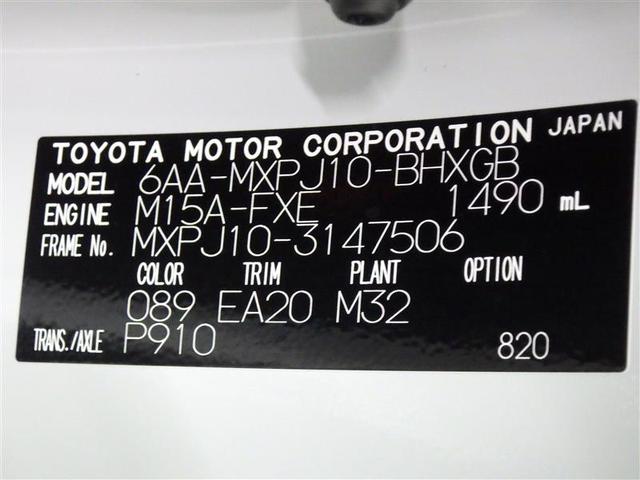 TOYOTA MOTOR CORPORATION JAPAN
MODEL 6AA-MXPJ10-BHXGB
ENGINE M15A-FXE 1490 mL
FRAME No. MXPJ10-3147506
COLOR TRIM PLANT OPTION
089 EA20 M32
TRANS./AXLE P910 820